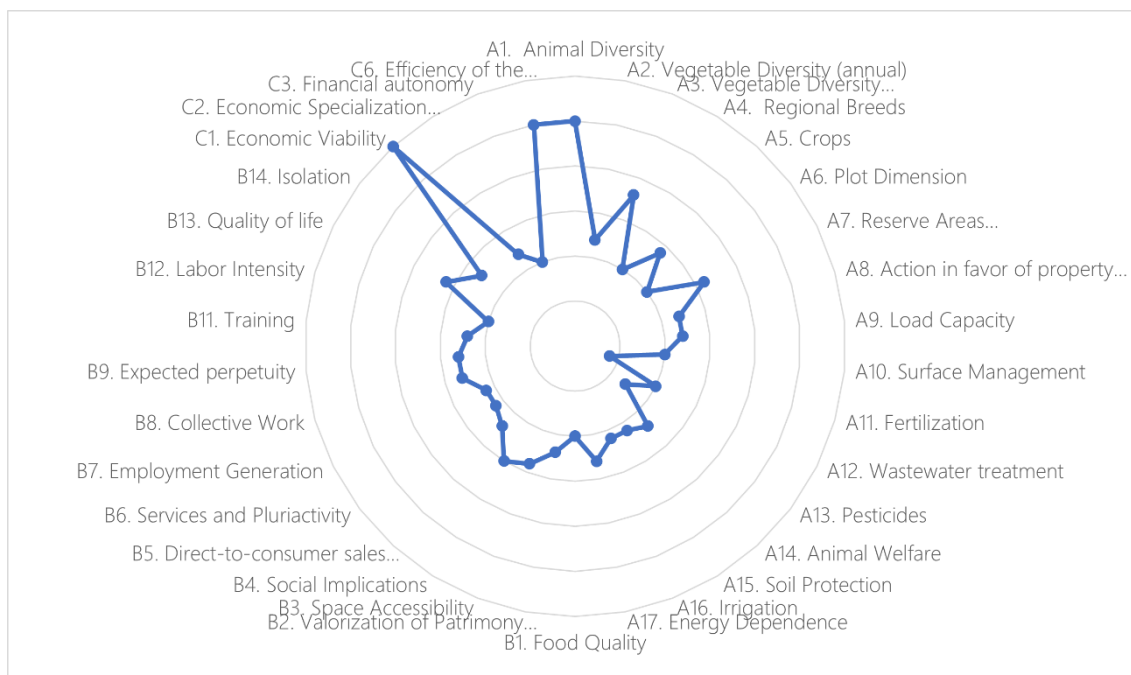 A1.  Animal Diversity
A2. Vegetable Diversity (annual)
A3. Vegetable Diversity...
A4.  Regional Breeds
A5. Crops
A6. Plot Dimension
A7. Reserve Areas...
A8. Action in favor of property...
A9. Load Capacity
A10. Surface Management
A11. Fertilization
A12. Wastewater treatment
A13. Pesticides
A14. Animal Welfare
A15. Soil Protection
A16. Irrigation
A17. Energy Dependence
B1. Food Quality
B2. Valorization of Patrimony...
B3. Space Accessibility
B4. Social Implications
B5. Direct-to-consumer sales...
B6. Services and Pluriactivity
B7. Employment Generation
B8. Collective Work
B9. Expected perpetuity
B11. Training
B12. Labor Intensity
B13. Quality of life
B14. Isolation
C1. Economic Viability
C2. Economic Specialization...
C3. Financial autonomy
C6. Efficiency of the...